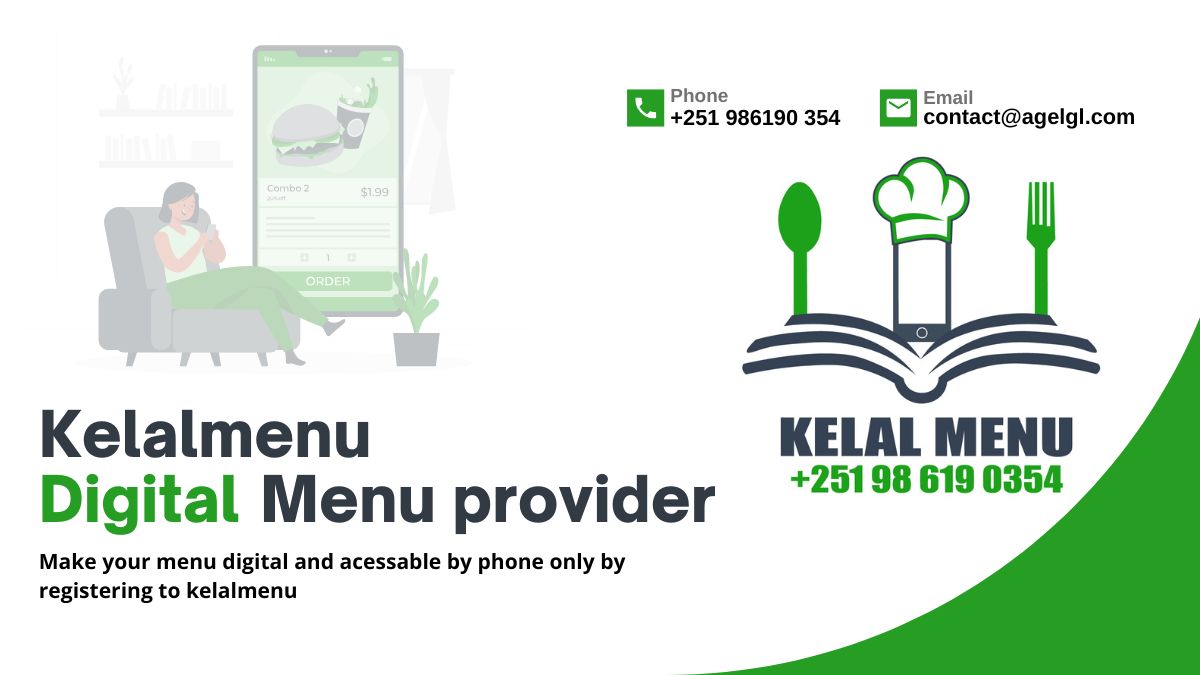 Phone
+251 986190 354
Email
contact@agelgl.com
Combo 2
$1.99
1
ORDER
KELAL MENU
+251 98 619 0354
Kelalmenu
Digital Menu provider
Make your menu digital and acessable by phone only by
registering to kelalmenu